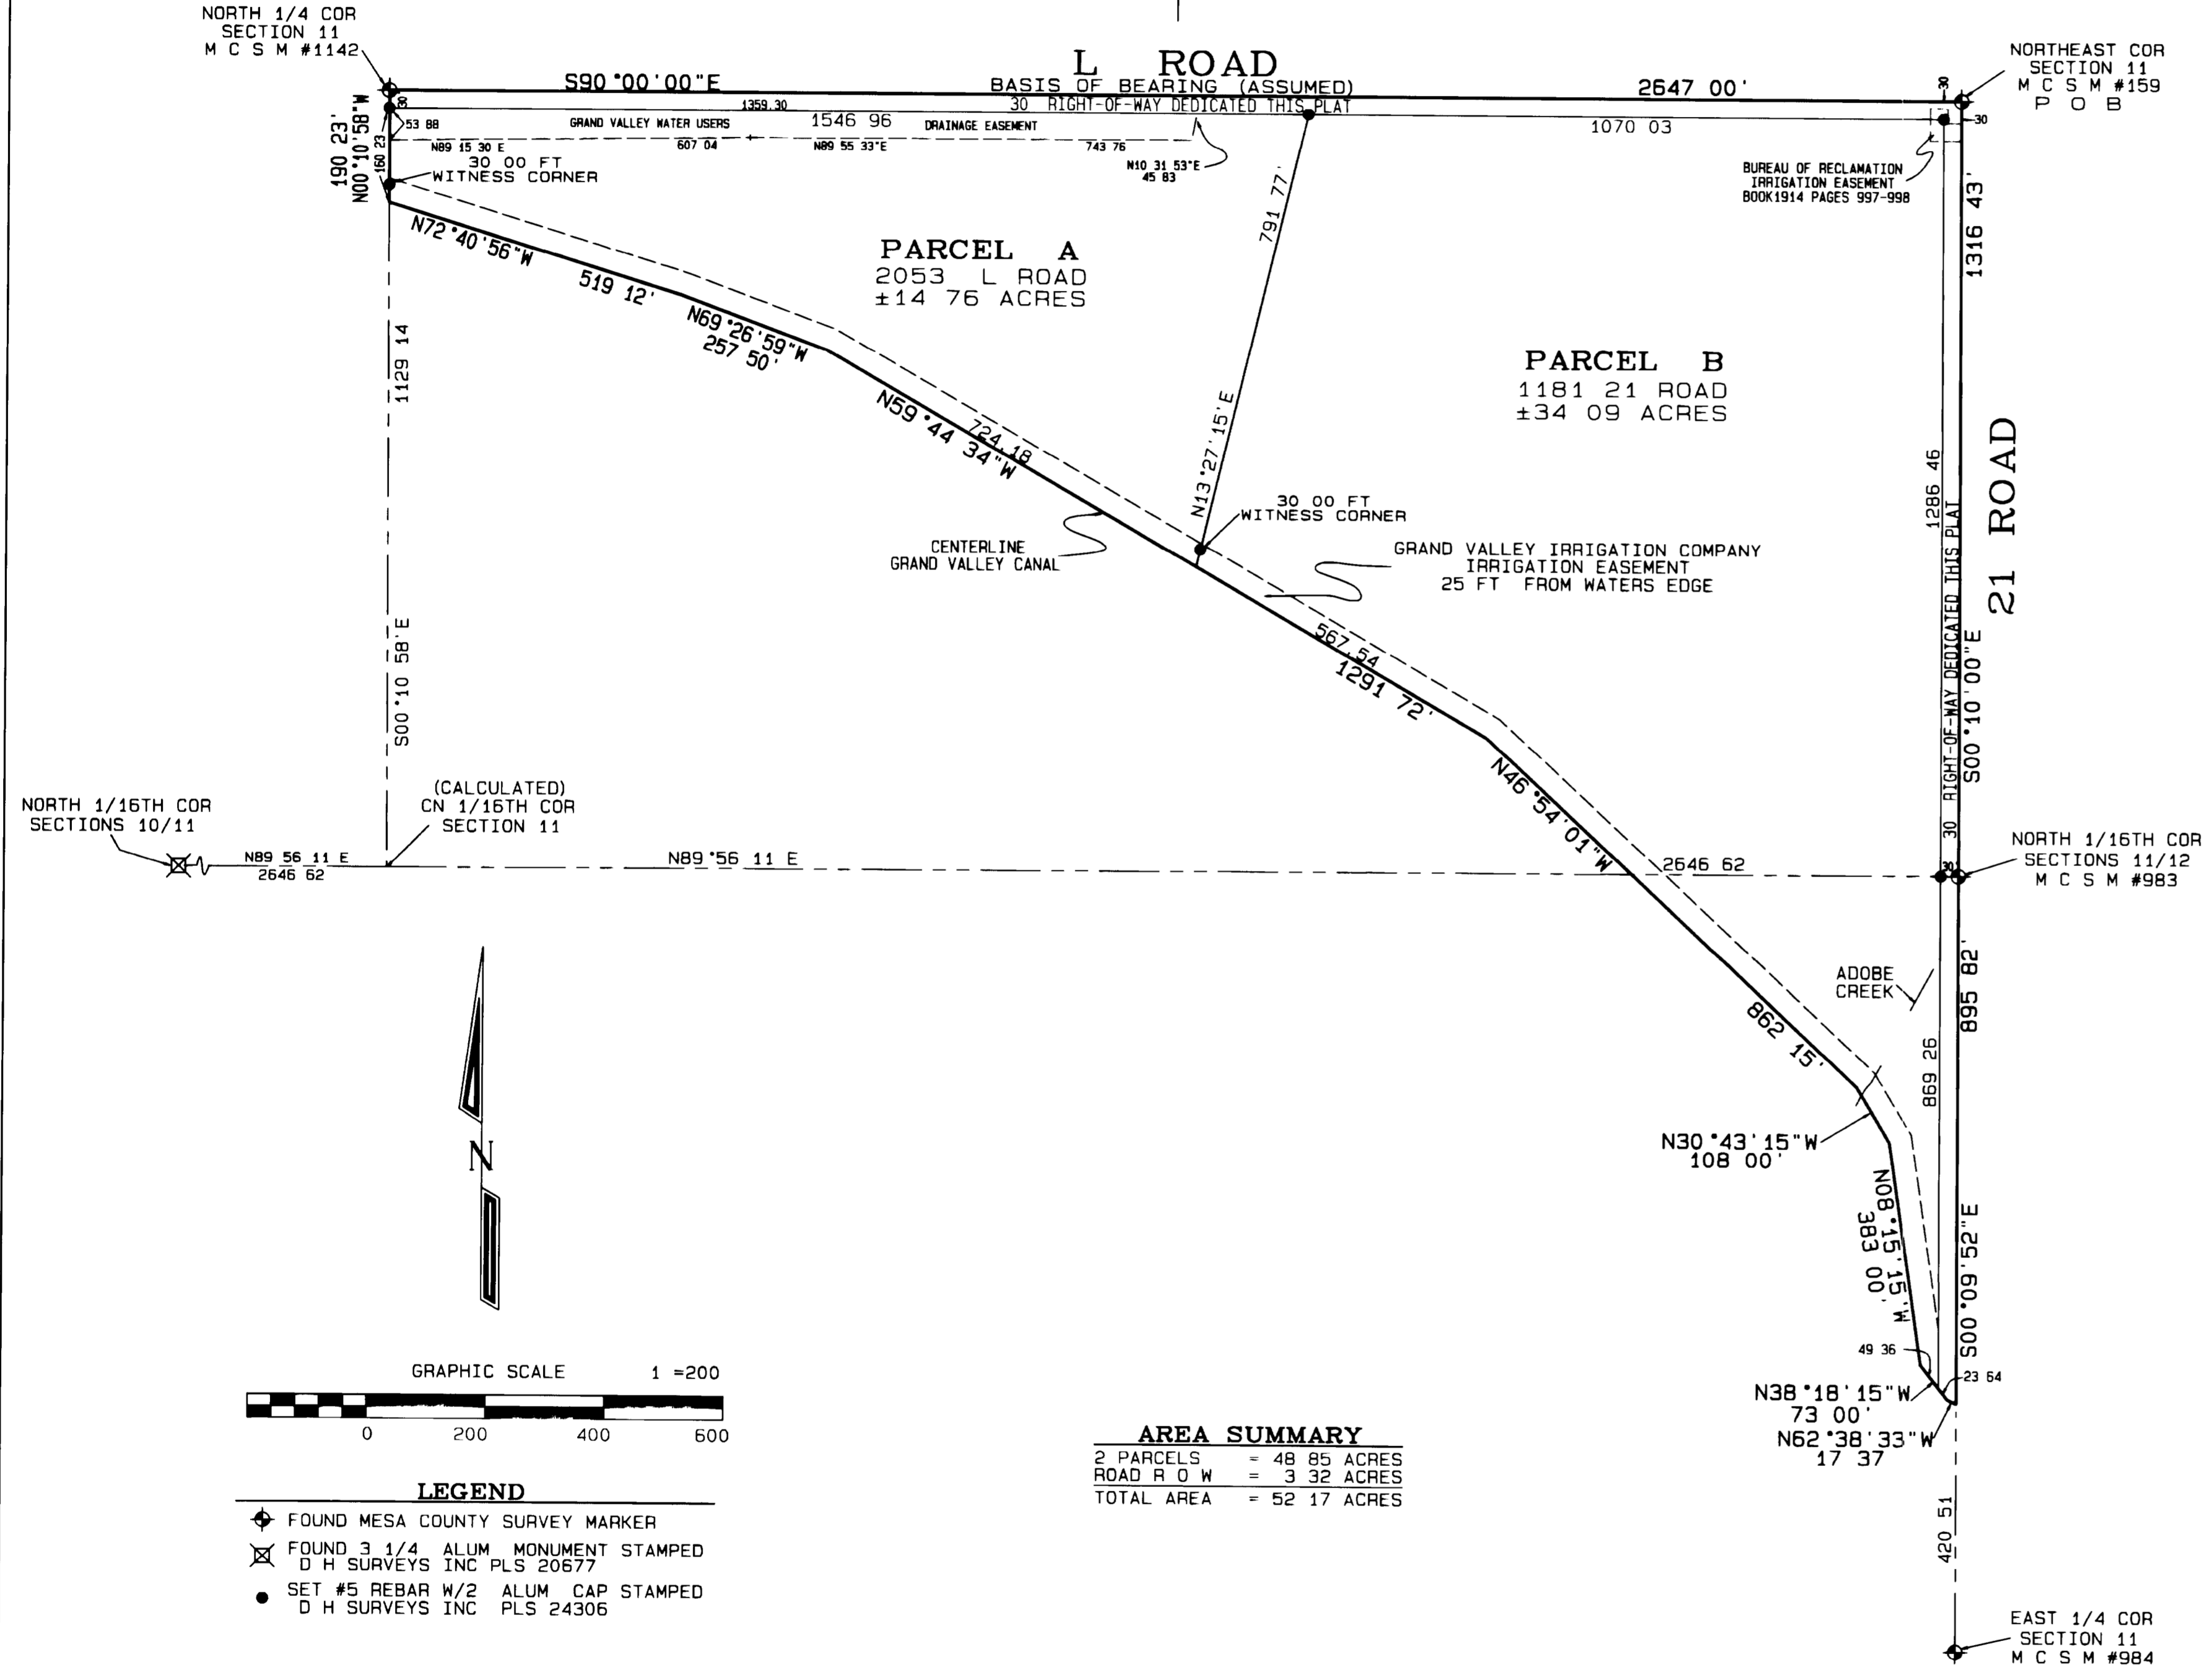 NORTH 1/4 COR
SECTION 11
M C S M #1142
L ROAD
S90°00'00"E
BASIS OF BEARING (ASSUMED)
2647 00'
30 RIGHT-OF-WAY DEDICATED THIS PLAT
NORTHEAST COR
SECTION 11
M C S M #159
P O B
30
30
30
190 23'
N00°10'58"W
160 23
53 88
GRAND VALLEY WATER USERS
1359.30
1546 96
DRAINAGE EASEMENT
1070 03
N89 15 30 E
607 04
N89 55 33"E
743 76
N10 31 53"E
45 83
30 00 FT
WITNESS CORNER
BUREAU OF RECLAMATION
IRRIGATION EASEMENT
BOOK1914 PAGES 997-998
N72°40'56"W
519 12'
N69°26'59"W
257 50'
PARCEL A
2053 L ROAD
±14 76 ACRES
791 77'
N13°27'15'E
PARCEL B
1181 21 ROAD
±34 09 ACRES
1316 43'
1129 14
S00°10 58'E
N59°44 34"W
724.18
30 00 FT
WITNESS CORNER
CENTERLINE
GRAND VALLEY CANAL
GRAND VALLEY IRRIGATION COMPANY
IRRIGATION EASEMENT
25 FT FROM WATERS EDGE
567.54
1291 72'
1286 46
30 RIGHT-OF-WAY DEDICATED THIS PLAT
S00°10'00"E
21 ROAD
NORTH 1/16TH COR
SECTIONS 10/11
(CALCULATED)
CN 1/16TH COR
SECTION 11
N89 56 11 E
2646 62
N89°56 11 E
2646 62
N46°54'01"W
862 15'
30'
NORTH 1/16TH COR
SECTIONS 11/12
M C S M #983
ADOBE
CREEK
895 82'
869 26
S00°09'52"E
N30°43'15"W
108 00'
N08°15'15"W
383 00'
49 36
23 64
N38°18'15"W
73 00'
N62°38'33"W
17 37
420 51
EAST 1/4 COR
SECTION 11
M C S M #984
N
GRAPHIC SCALE 1 =200
0 200 400 600
LEGEND
FOUND MESA COUNTY SURVEY MARKER
FOUND 3 1/4 ALUM MONUMENT STAMPED
D H SURVEYS INC PLS 20677
SET #5 REBAR W/2 ALUM CAP STAMPED
D H SURVEYS INC PLS 24306
AREA SUMMARY
2 PARCELS = 48 85 ACRES
ROAD R O W = 3 32 ACRES
TOTAL AREA = 52 17 ACRES